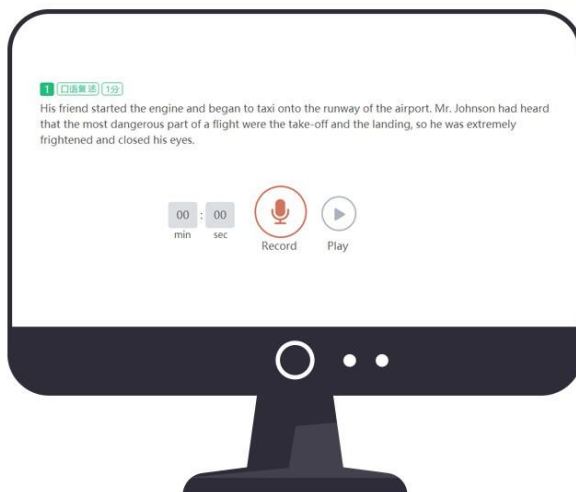 1 口语复述 1分
His friend started the engine and began to taxi onto the runway of the airport. Mr. Johnson had heard
that the most dangerous part of a flight were the take-off and the landing, so he was extremely
frightened and closed his eyes.
00 : 00
min sec
Record Play